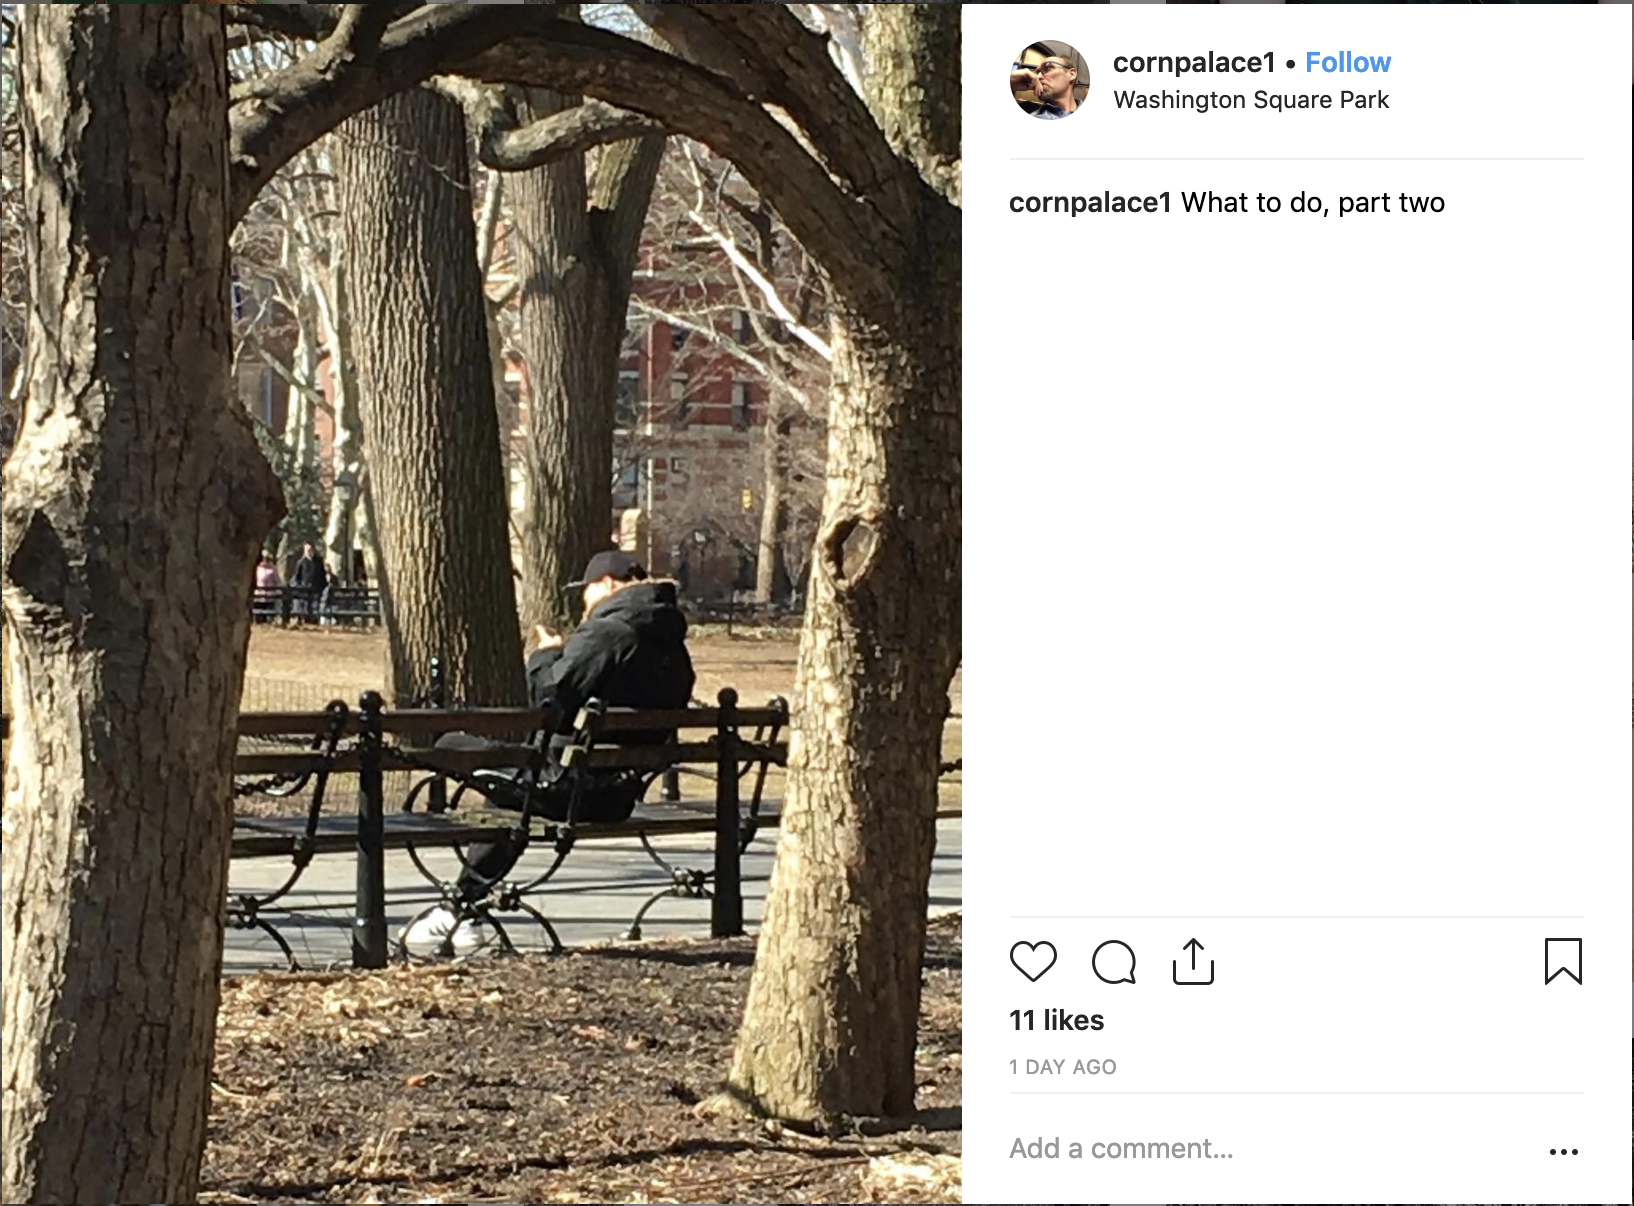 cornpalace1 • Follow
Washington Square Park
cornpalace1 What to do, part two
11 likes
1 DAY AGO
Add a comment...